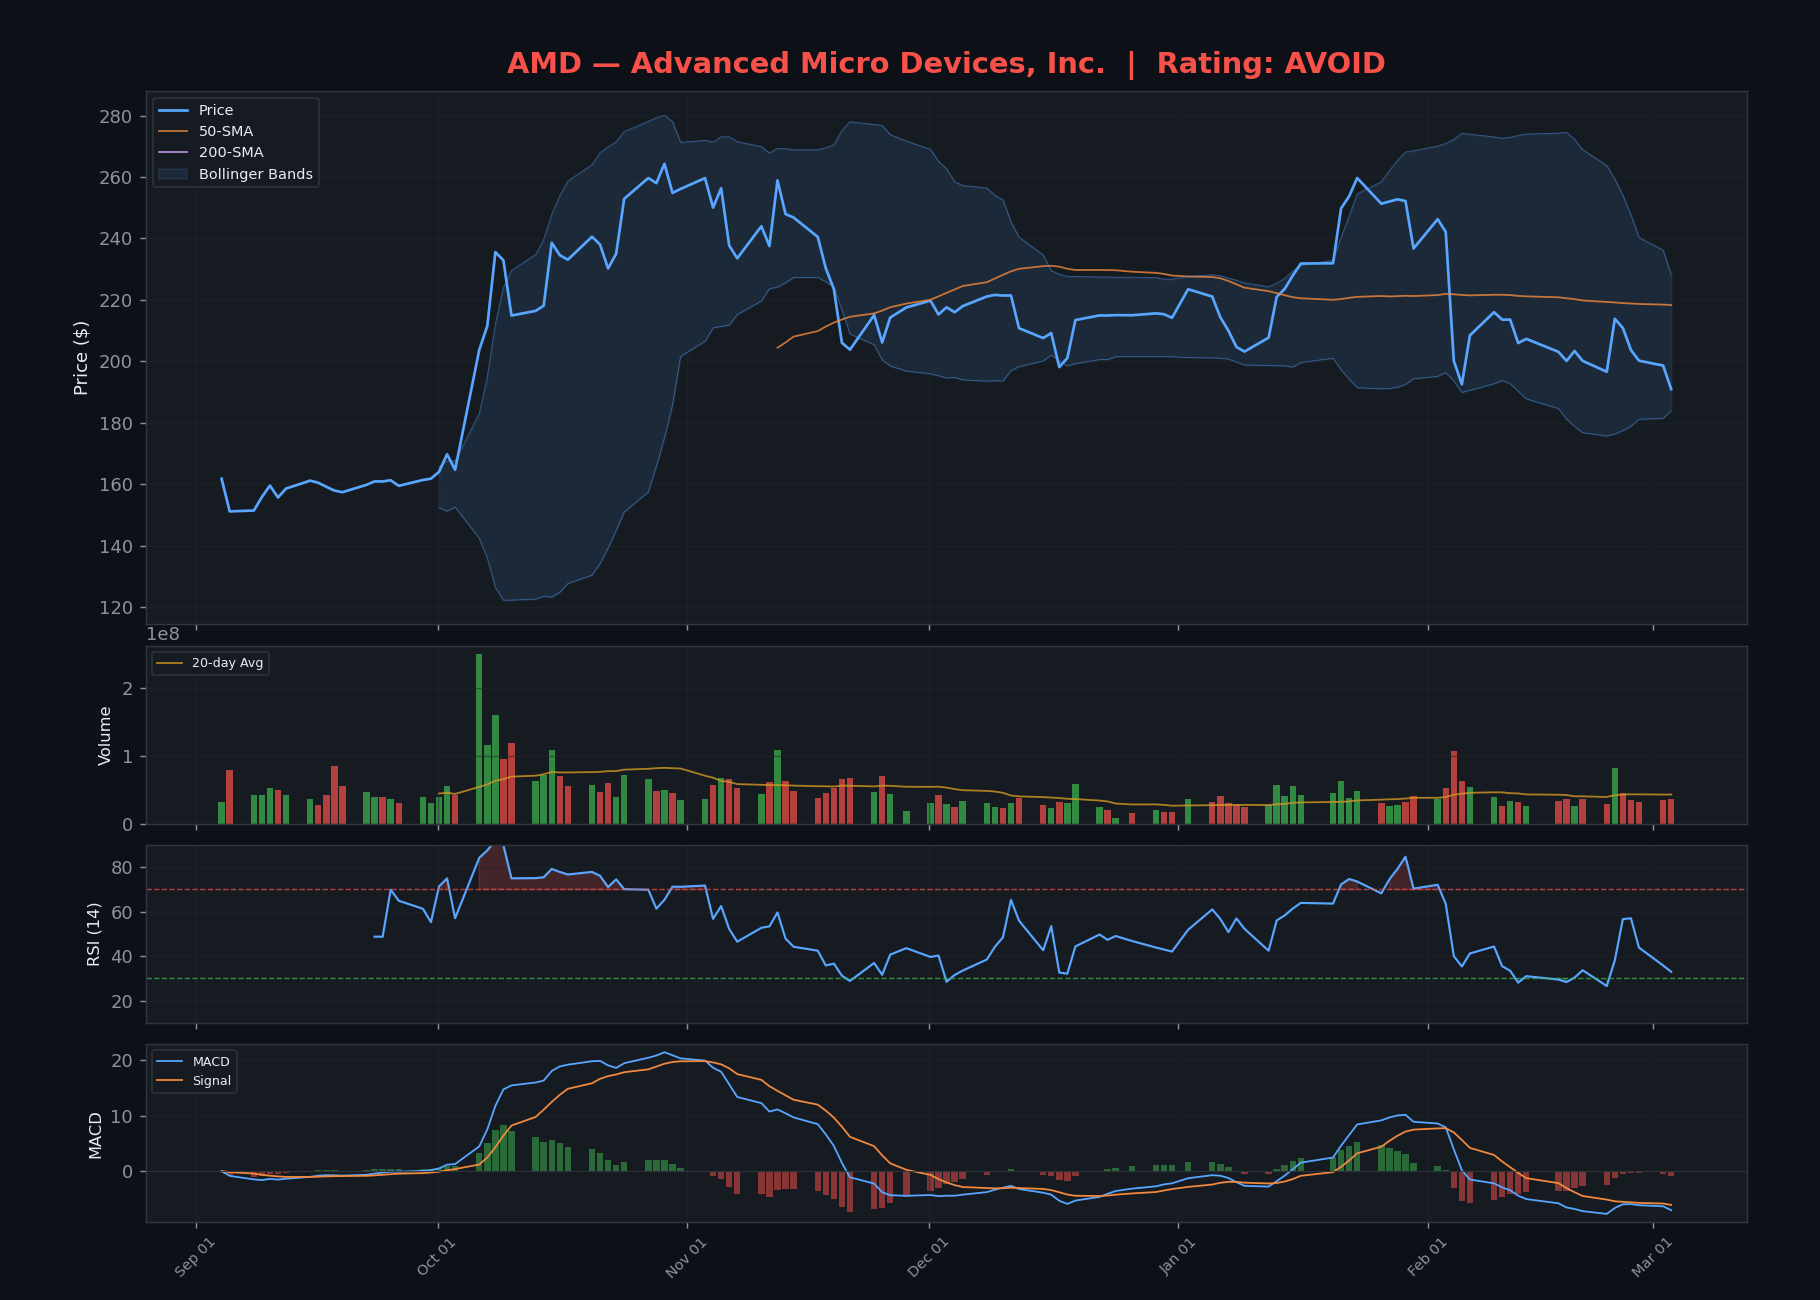 AMD — Advanced Micro Devices, Inc. | Rating: AVOID
Price
50-SMA
200-SMA
Bollinger Bands
280
260
240
220
200
180
160
140
120
Price ($)
1e8
20-day Avg
2
1
0
Volume
80
60
40
20
RSI (14)
MACD
Signal
20
10
0
MACD
Sep 01
Oct 01
Nov 01
Dec 01
Jan 01
Feb 01
Mar 01